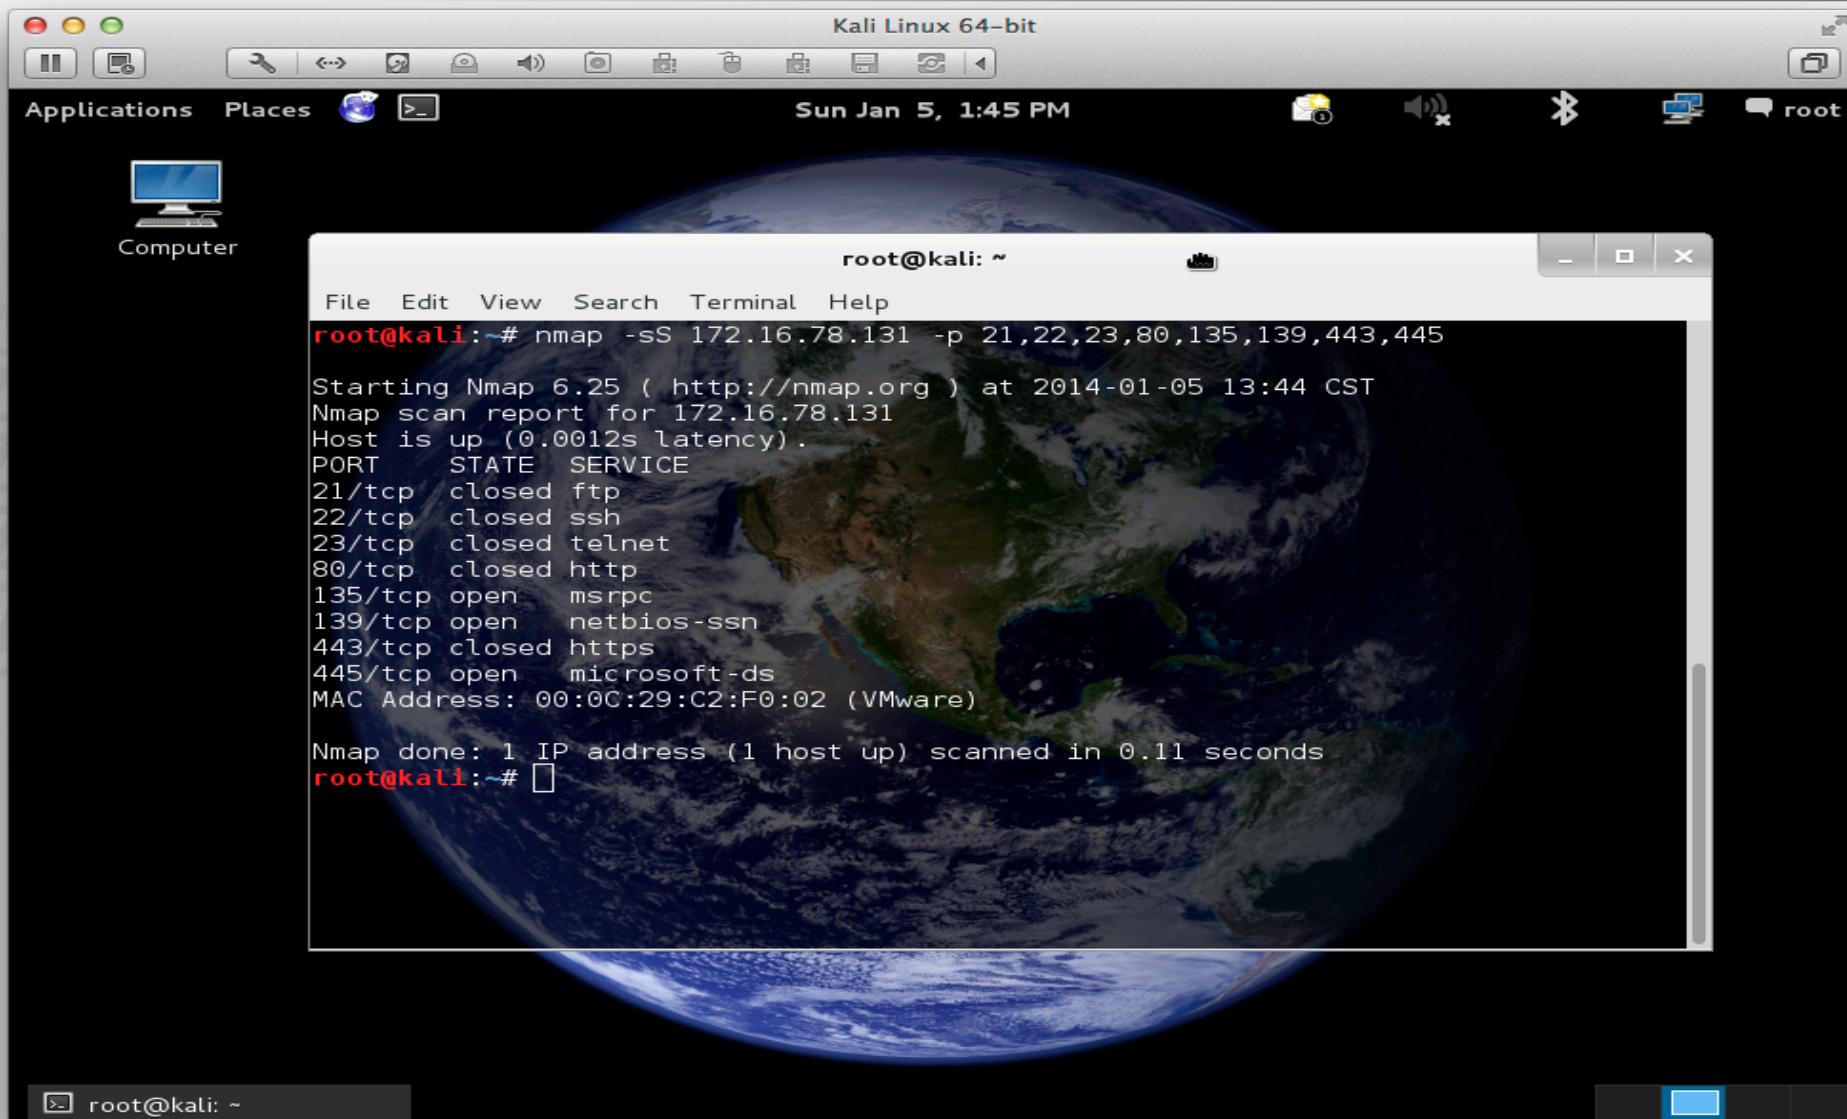 Kali Linux 64-bit
Applications Places Sun Jan 5, 1:45 PM root
Computer
root@kali: ~
File Edit View Search Terminal Help
root@kali:~# nmap -sS 172.16.78.131 -p 21,22,23,80,135,139,443,445
Starting Nmap 6.25 ( http://nmap.org ) at 2014-01-05 13:44 CST
Nmap scan report for 172.16.78.131
Host is up (0.0012s latency).
PORT STATE SERVICE
21/tcp closed ftp
22/tcp closed ssh
23/tcp closed telnet
80/tcp closed http
135/tcp open msrpc
139/tcp open netbios-ssn
443/tcp closed https
445/tcp open microsoft-ds
MAC Address: 00:0C:29:C2:F0:02 (VMware)
Nmap done: 1 IP address (1 host up) scanned in 0.11 seconds
root@kali:~#
root@kali: ~